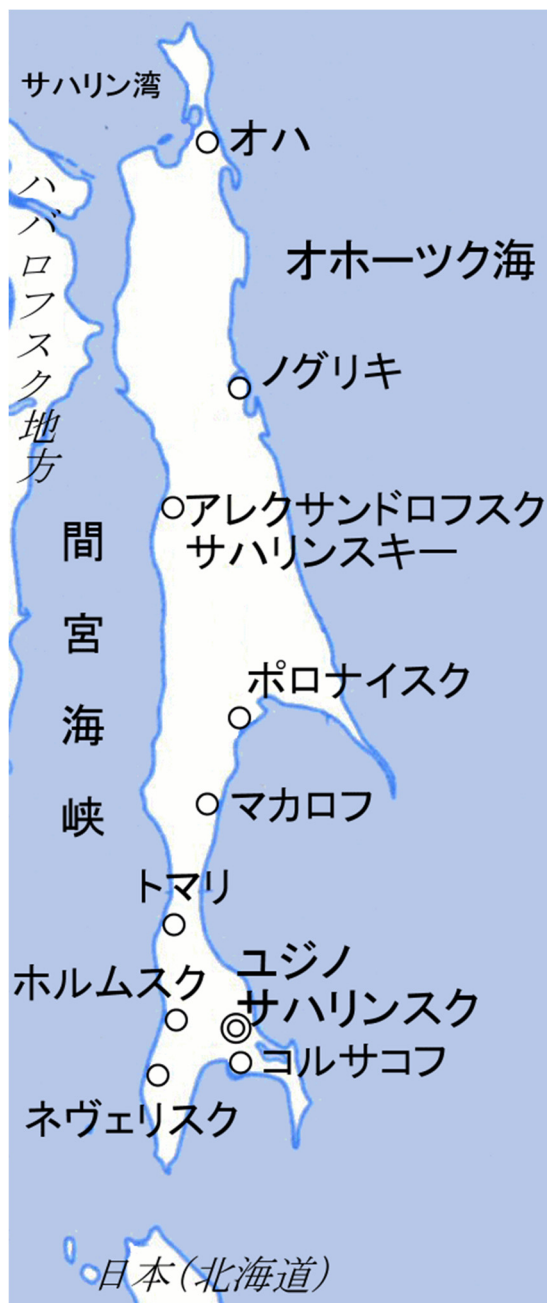 サハリン湾
オハ
ハバロフスク地方
オホーツク海
ノグリキ
アレクサンドロフスク
サハリンスキー
間宮海峡
ポロナイスク
マカロフ
トマリ
ユジノ
サハリンスク
ホルムスク
コルサコフ
ネヴェリスク
日本(北海道)